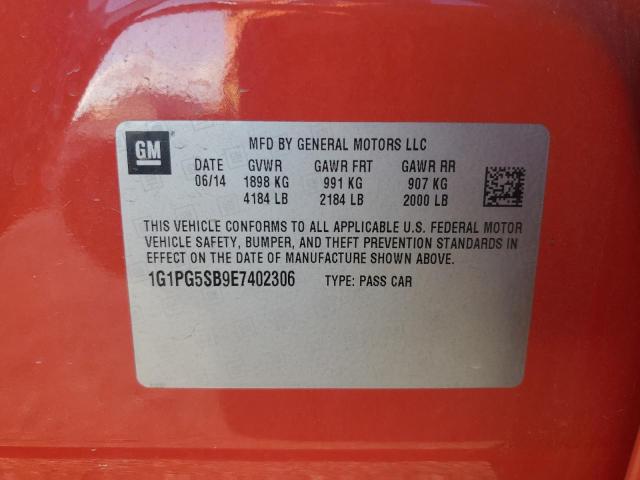 GM
MFD BY GENERAL MOTORS LLC
DATE GVWR GAWR FRT GAWR RR
06/14 1898 KG 991 KG 907 KG
4184 LB 2184 LB 2000 LB
THIS VEHICLE CONFORMS TO ALL APPLICABLE U.S. FEDERAL MOTOR
VEHICLE SAFETY, BUMPER, AND THEFT PREVENTION STANDARDS IN
EFFECT ON THE DATE OF MANUFACTURE SHOWN ABOVE.
1G1PG5SB9E7402306 TYPE: PASS CAR